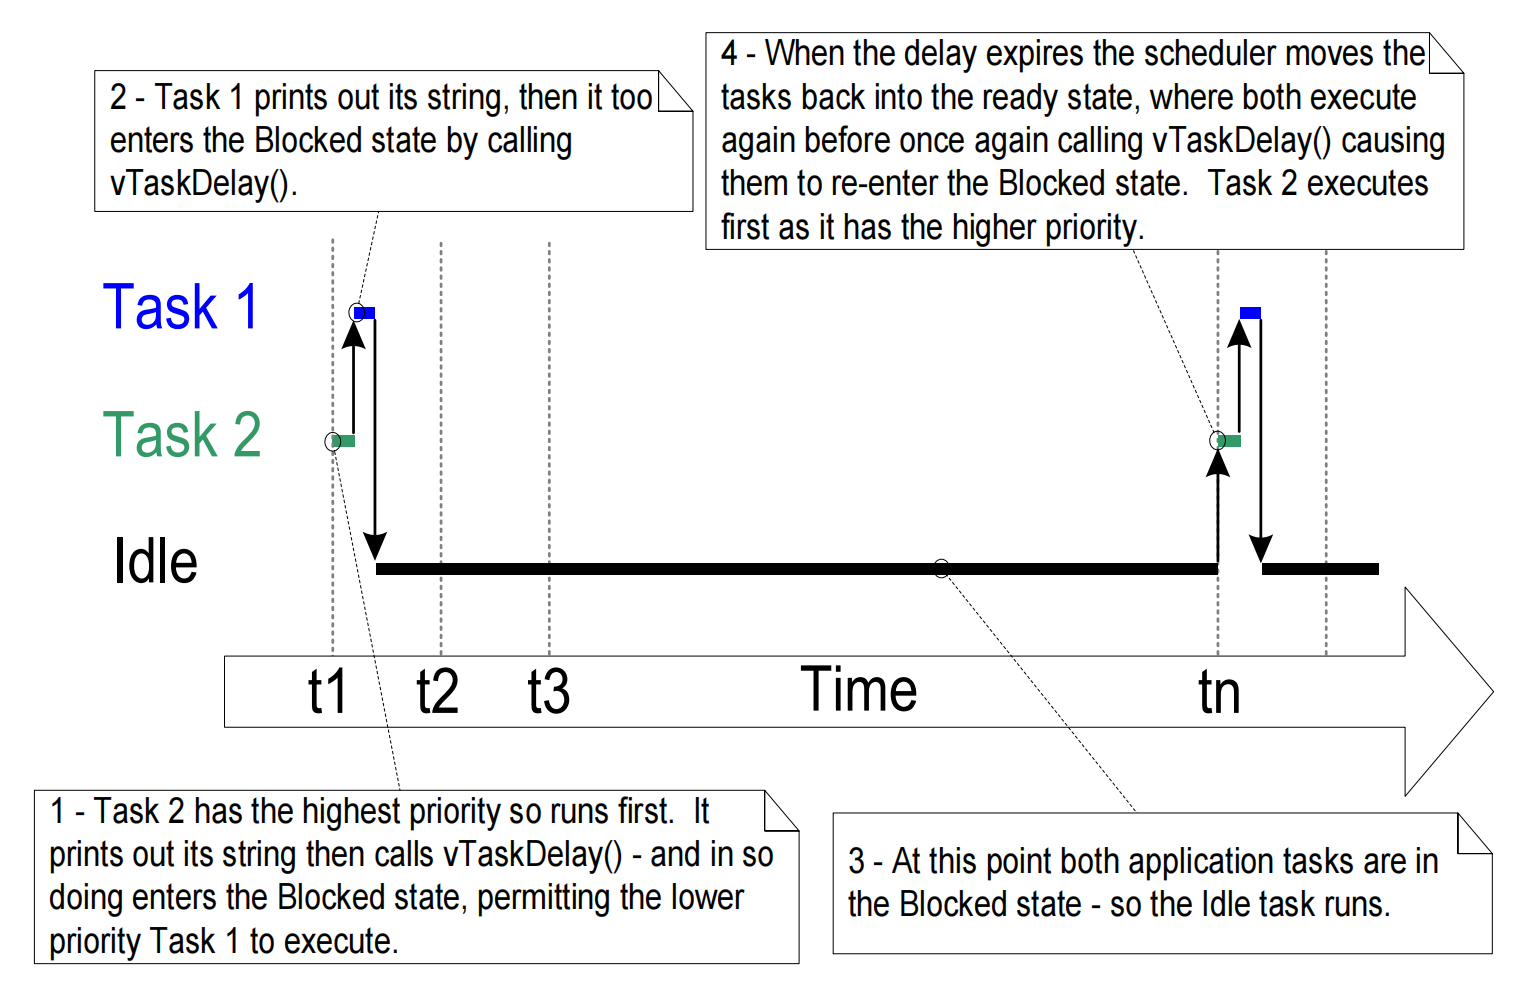 2 - Task 1 prints out its string, then it too
enters the Blocked state by calling
vTaskDelay().
4 - When the delay expires the scheduler moves the
tasks back into the ready state, where both execute
again before once again calling vTaskDelay() causing
them to re-enter the Blocked state.  Task 2 executes
first as it has the higher priority.
Task 1
Task 2
Idle
t1
t2
t3
Time
tn
1 - Task 2 has the highest priority so runs first.  It
prints out its string then calls vTaskDelay() - and in so
doing enters the Blocked state, permitting the lower
priority Task 1 to execute.
3 - At this point both application tasks are in
the Blocked state - so the Idle task runs.